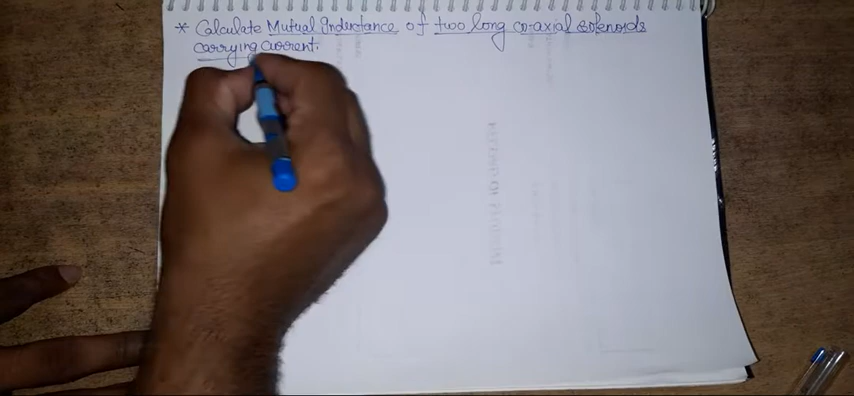 * Calculate Mutual Inductance of two long co-axial solenoids
carrying current.